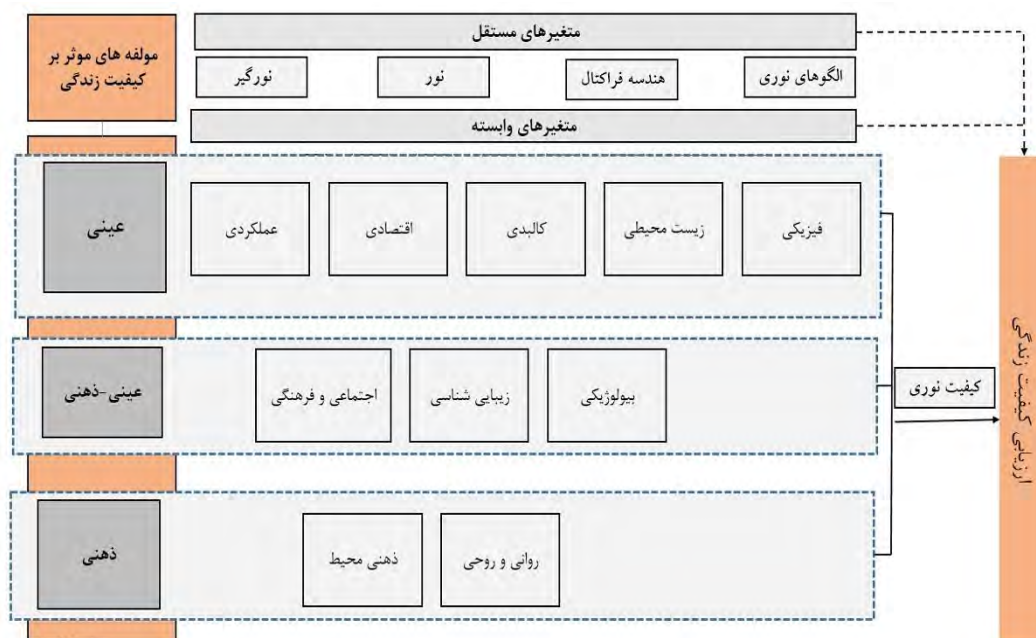 متغیرهای مستقل
مولفه های موثر بر
کیفیت زندگی
الگوهای نوری
هندسه فراکتال
نور
نورگیر
متغیرهای وابسته
عینی
فیزیکی
زیست محیطی
کالبدی
اقتصادی
عملکردی
عینی-ذهنی
بیولوژیکی
زیبایی شناسی
اجتماعی و فرهنگی
ذهنی
روانی و روحی
ذهنی محیط
کیفیت نوری
ارزیابی کیفیت زندگی